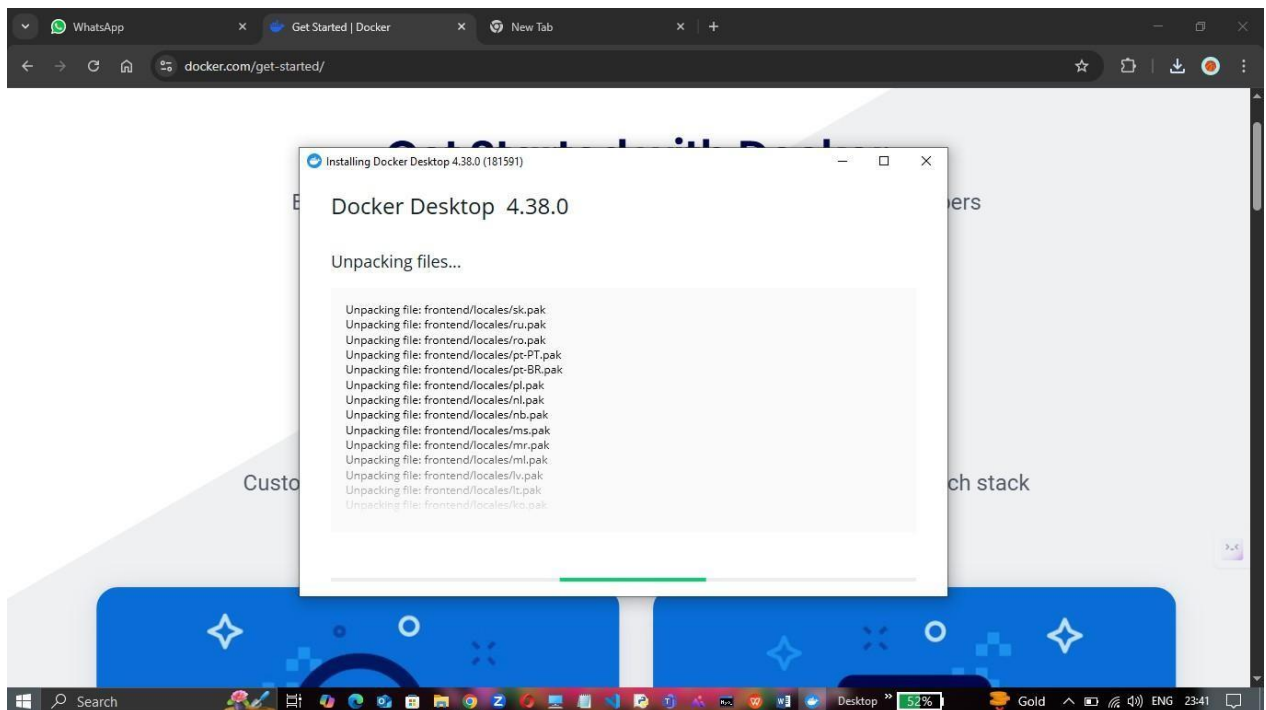 WhatsApp
Get Started | Docker
New Tab
docker.com/get-started/
Installing Docker Desktop 4.38.0 (181591)
Docker Desktop 4.38.0
ers
Unpacking files...
Unpacking file: frontend/locales/sk.pak
Unpacking file: frontend/locales/ru.pak
Unpacking file: frontend/locales/ro.pak
Unpacking file: frontend/locales/pt-PT.pak
Unpacking file: frontend/locales/pt-BR.pak
Unpacking file: frontend/locales/pl.pak
Unpacking file: frontend/locales/nl.pak
Unpacking file: frontend/locales/nb.pak
Unpacking file: frontend/locales/ms.pak
Unpacking file: frontend/locales/mr.pak
Unpacking file: frontend/locales/ml.pak
Unpacking file: frontend/locales/lv.pak
Unpacking file: frontend/locales/lt.pak
Unpacking file: frontend/locales/ko.pak
Custo
ch stack
Search
Desktop
52%
Gold
ENG
23:41